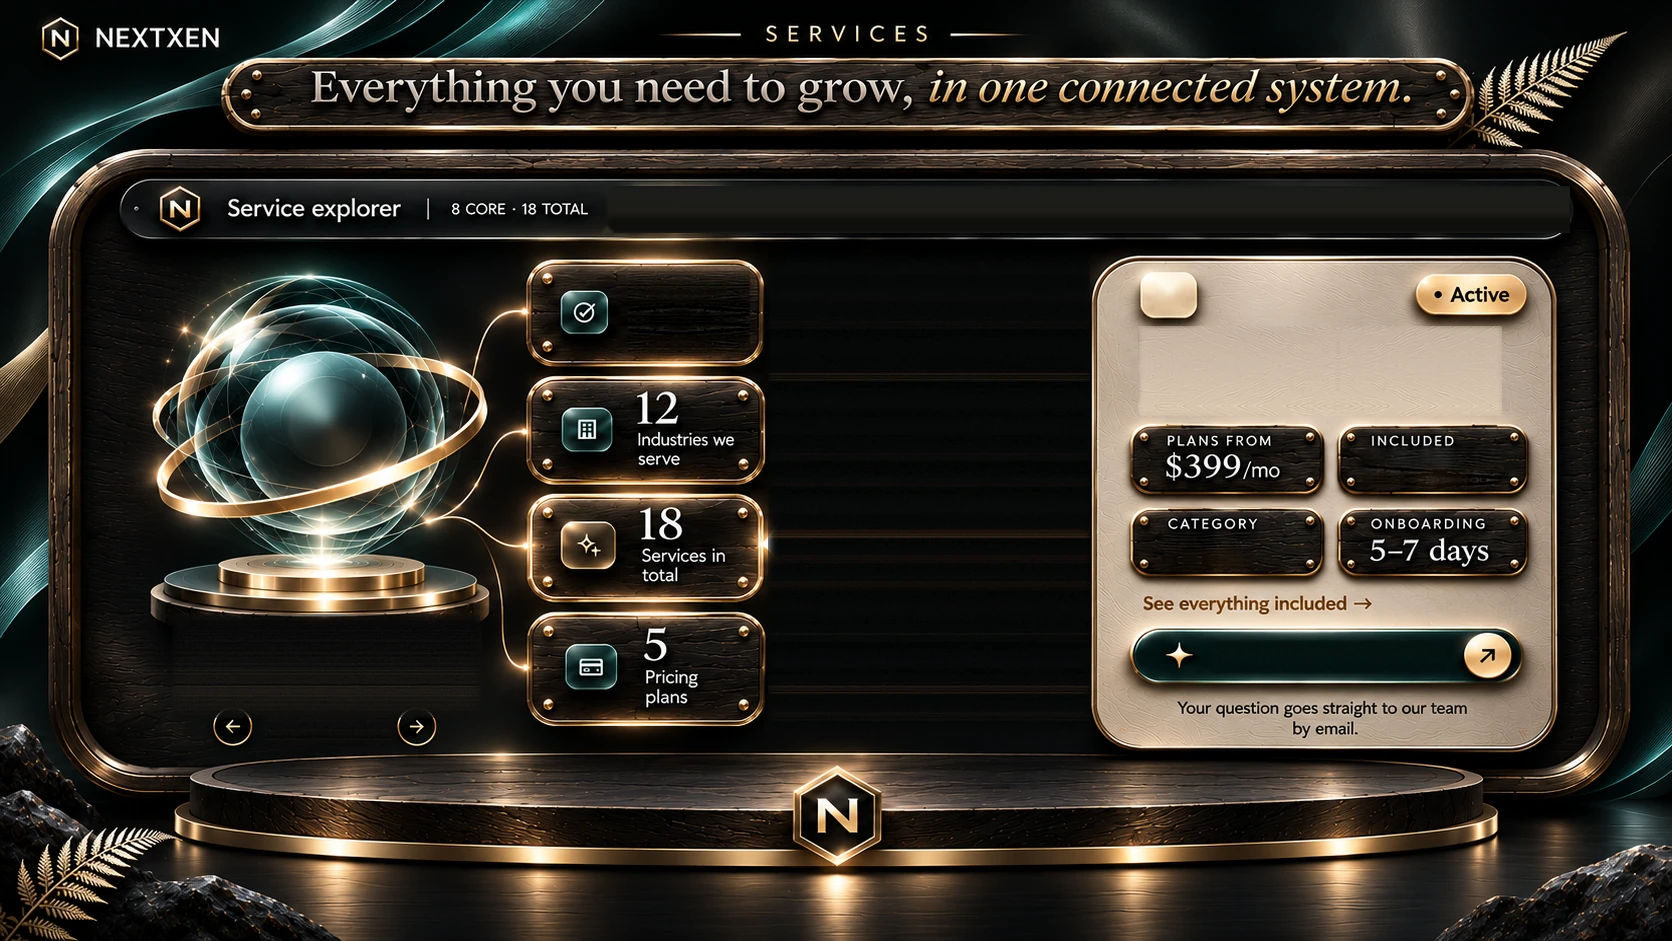 N NEXTXEN
SERVICES
Everything you need to grow, in one connected system.
N Service explorer | 8 CORE · 18 TOTAL
12
Industries we
serve
18
Services in
total
5
Pricing
plans
• Active
PLANS FROM
$399/mo
INCLUDED
CATEGORY
ONBOARDING
5–7 days
See everything included →
Your question goes straight to our team
by email.
N